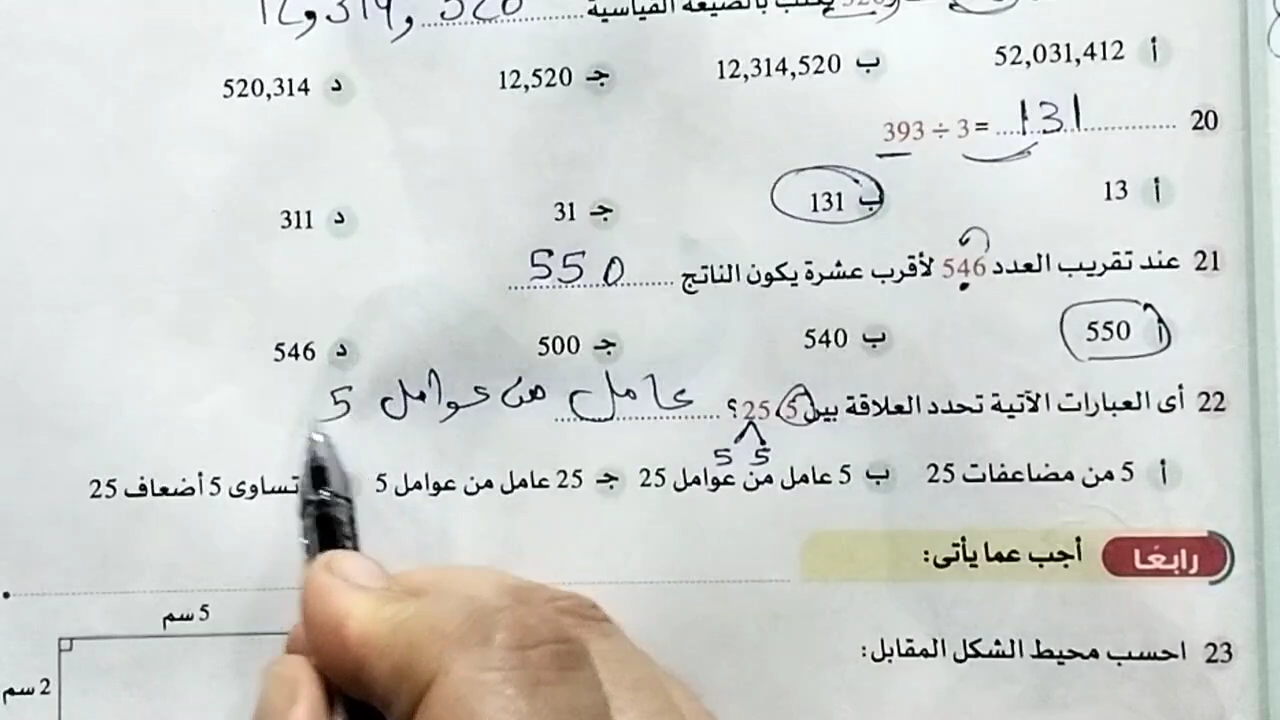 بالصيغة القياسية ............ 12,314,520
أ 52,031,412 ب 12,314,520 جـ 12,520 د 520,314
20 393 ÷ 3 = ......131......
أ 13 ب 131 جـ 31 د 311
21 عند تقريب العدد 546 لأقرب عشرة يكون الناتج ......550......
أ 550 ب 540 جـ 500 د 546
22 أى العبارات الآتية تحدد العلاقة بين 5، 25 ؟ عامل من عوامل 5
5 5
أ 5 من مضاعفات 25 ب 5 عامل من عوامل 25 جـ 25 عامل من عوامل 5 تساوى 5 أضعاف 25
رابعًا أجب عما يأتى:
5 سم
23 احسب محيط الشكل المقابل:
2 سم